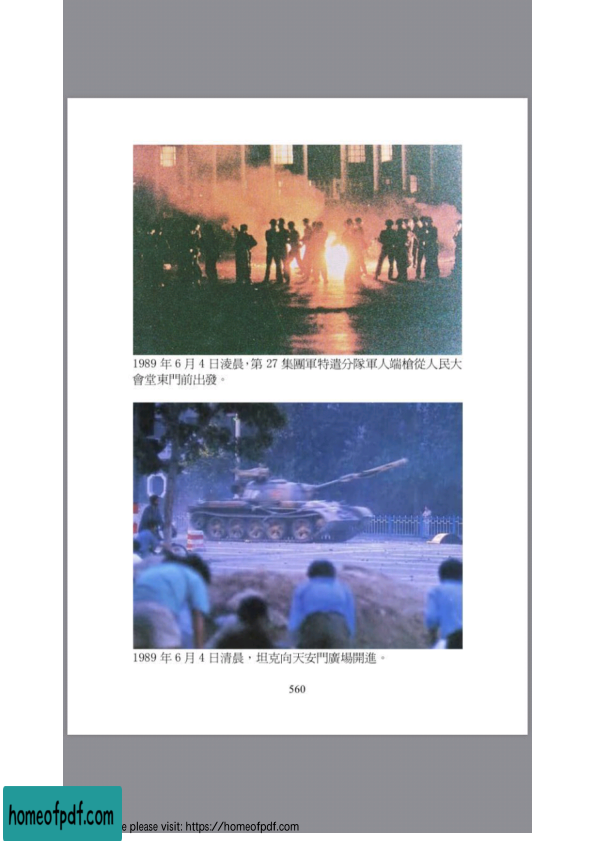 1989 年 6 月 4 日淩晨，第 27 集團軍特遣分隊軍人端槍從人民大
會堂東門前出發。
1989 年 6 月 4 日清晨，坦克向天安門廣場開進。
560
homeofpdf.com
e please visit: https://homeofpdf.com